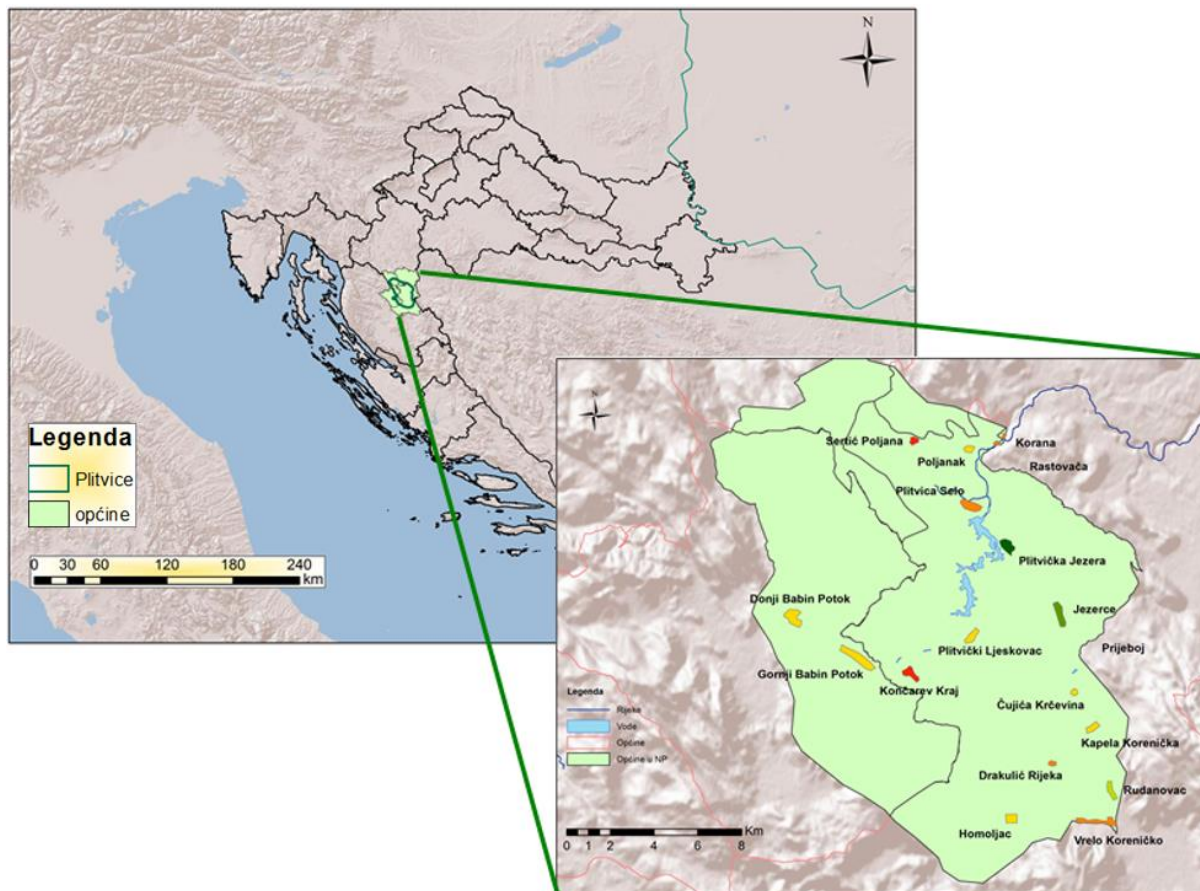 N
Legenda
Plitvice
općine
0 30 60 120 180 240
km
N
Sertić Poljana
Korana
Poljanak
Rastovača
Plitvica Selo
Plitvička Jezera
Donji Babin Potok
Jezerce
Plitvički Ljeskovac
Prijeboj
Gornji Babin Potok
Končarev Kraj
Legenda
Rijeke
Vode
Općine
Općine u NP
Čujića Krčevina
Kapela Korenička
Drakulić Rijeka
Rudanovac
Homoljac
Vrelo Koreničko
0 1 2 4 6 8
Km